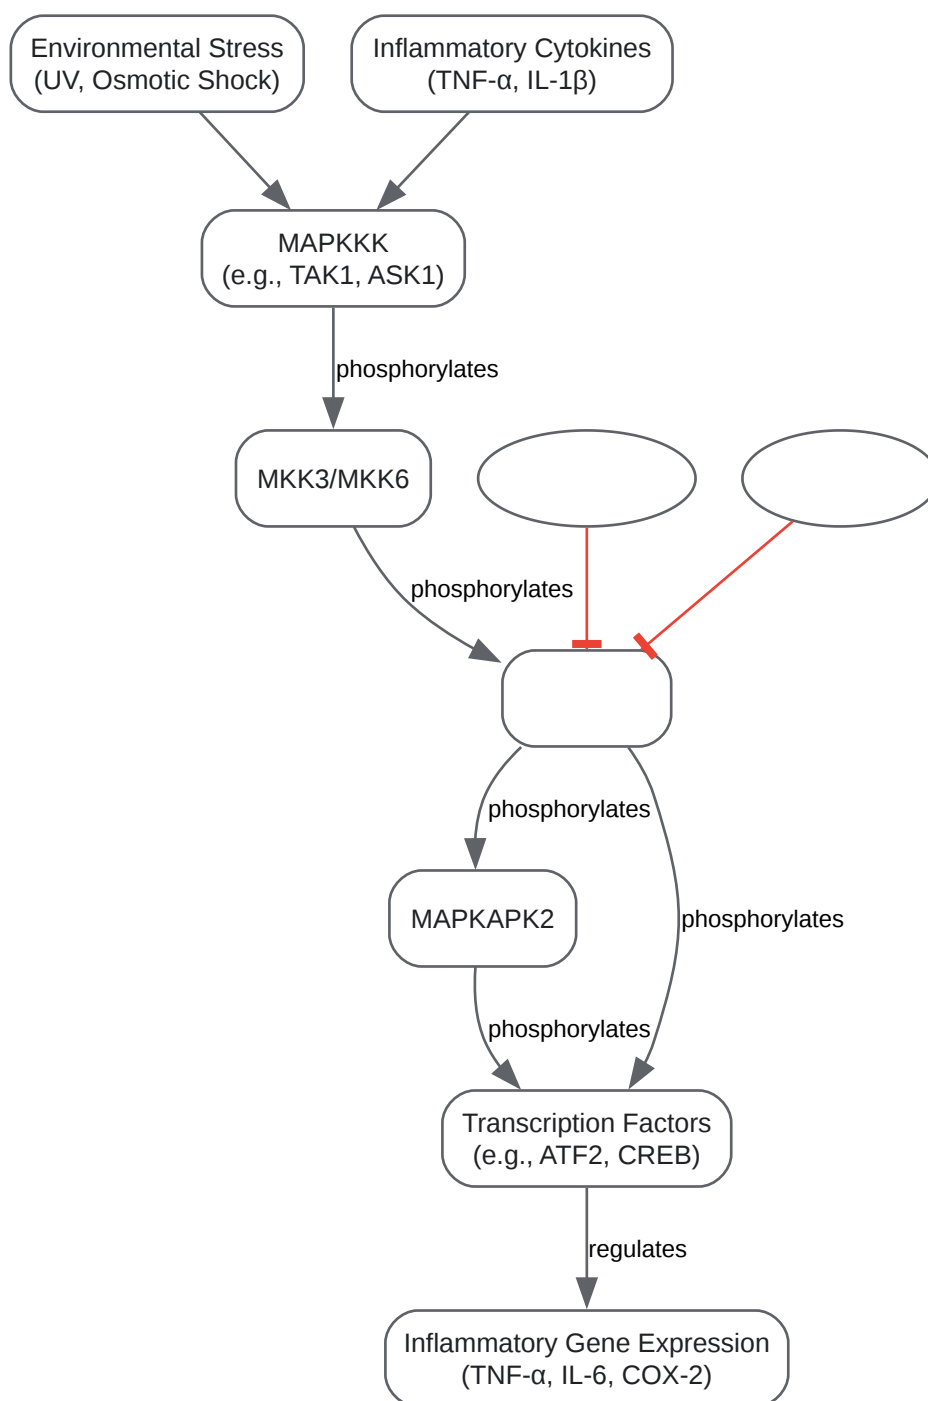 Environmental Stress
(UV, Osmotic Shock)
Inflammatory Cytokines
(TNF-α, IL-1β)
MAPKKK
(e.g., TAK1, ASK1)
phosphorylates
MKK3/MKK6
phosphorylates
phosphorylates
MAPKAPK2
phosphorylates
phosphorylates
Transcription Factors
(e.g., ATF2, CREB)
regulates
Inflammatory Gene Expression
(TNF-α, IL-6, COX-2)